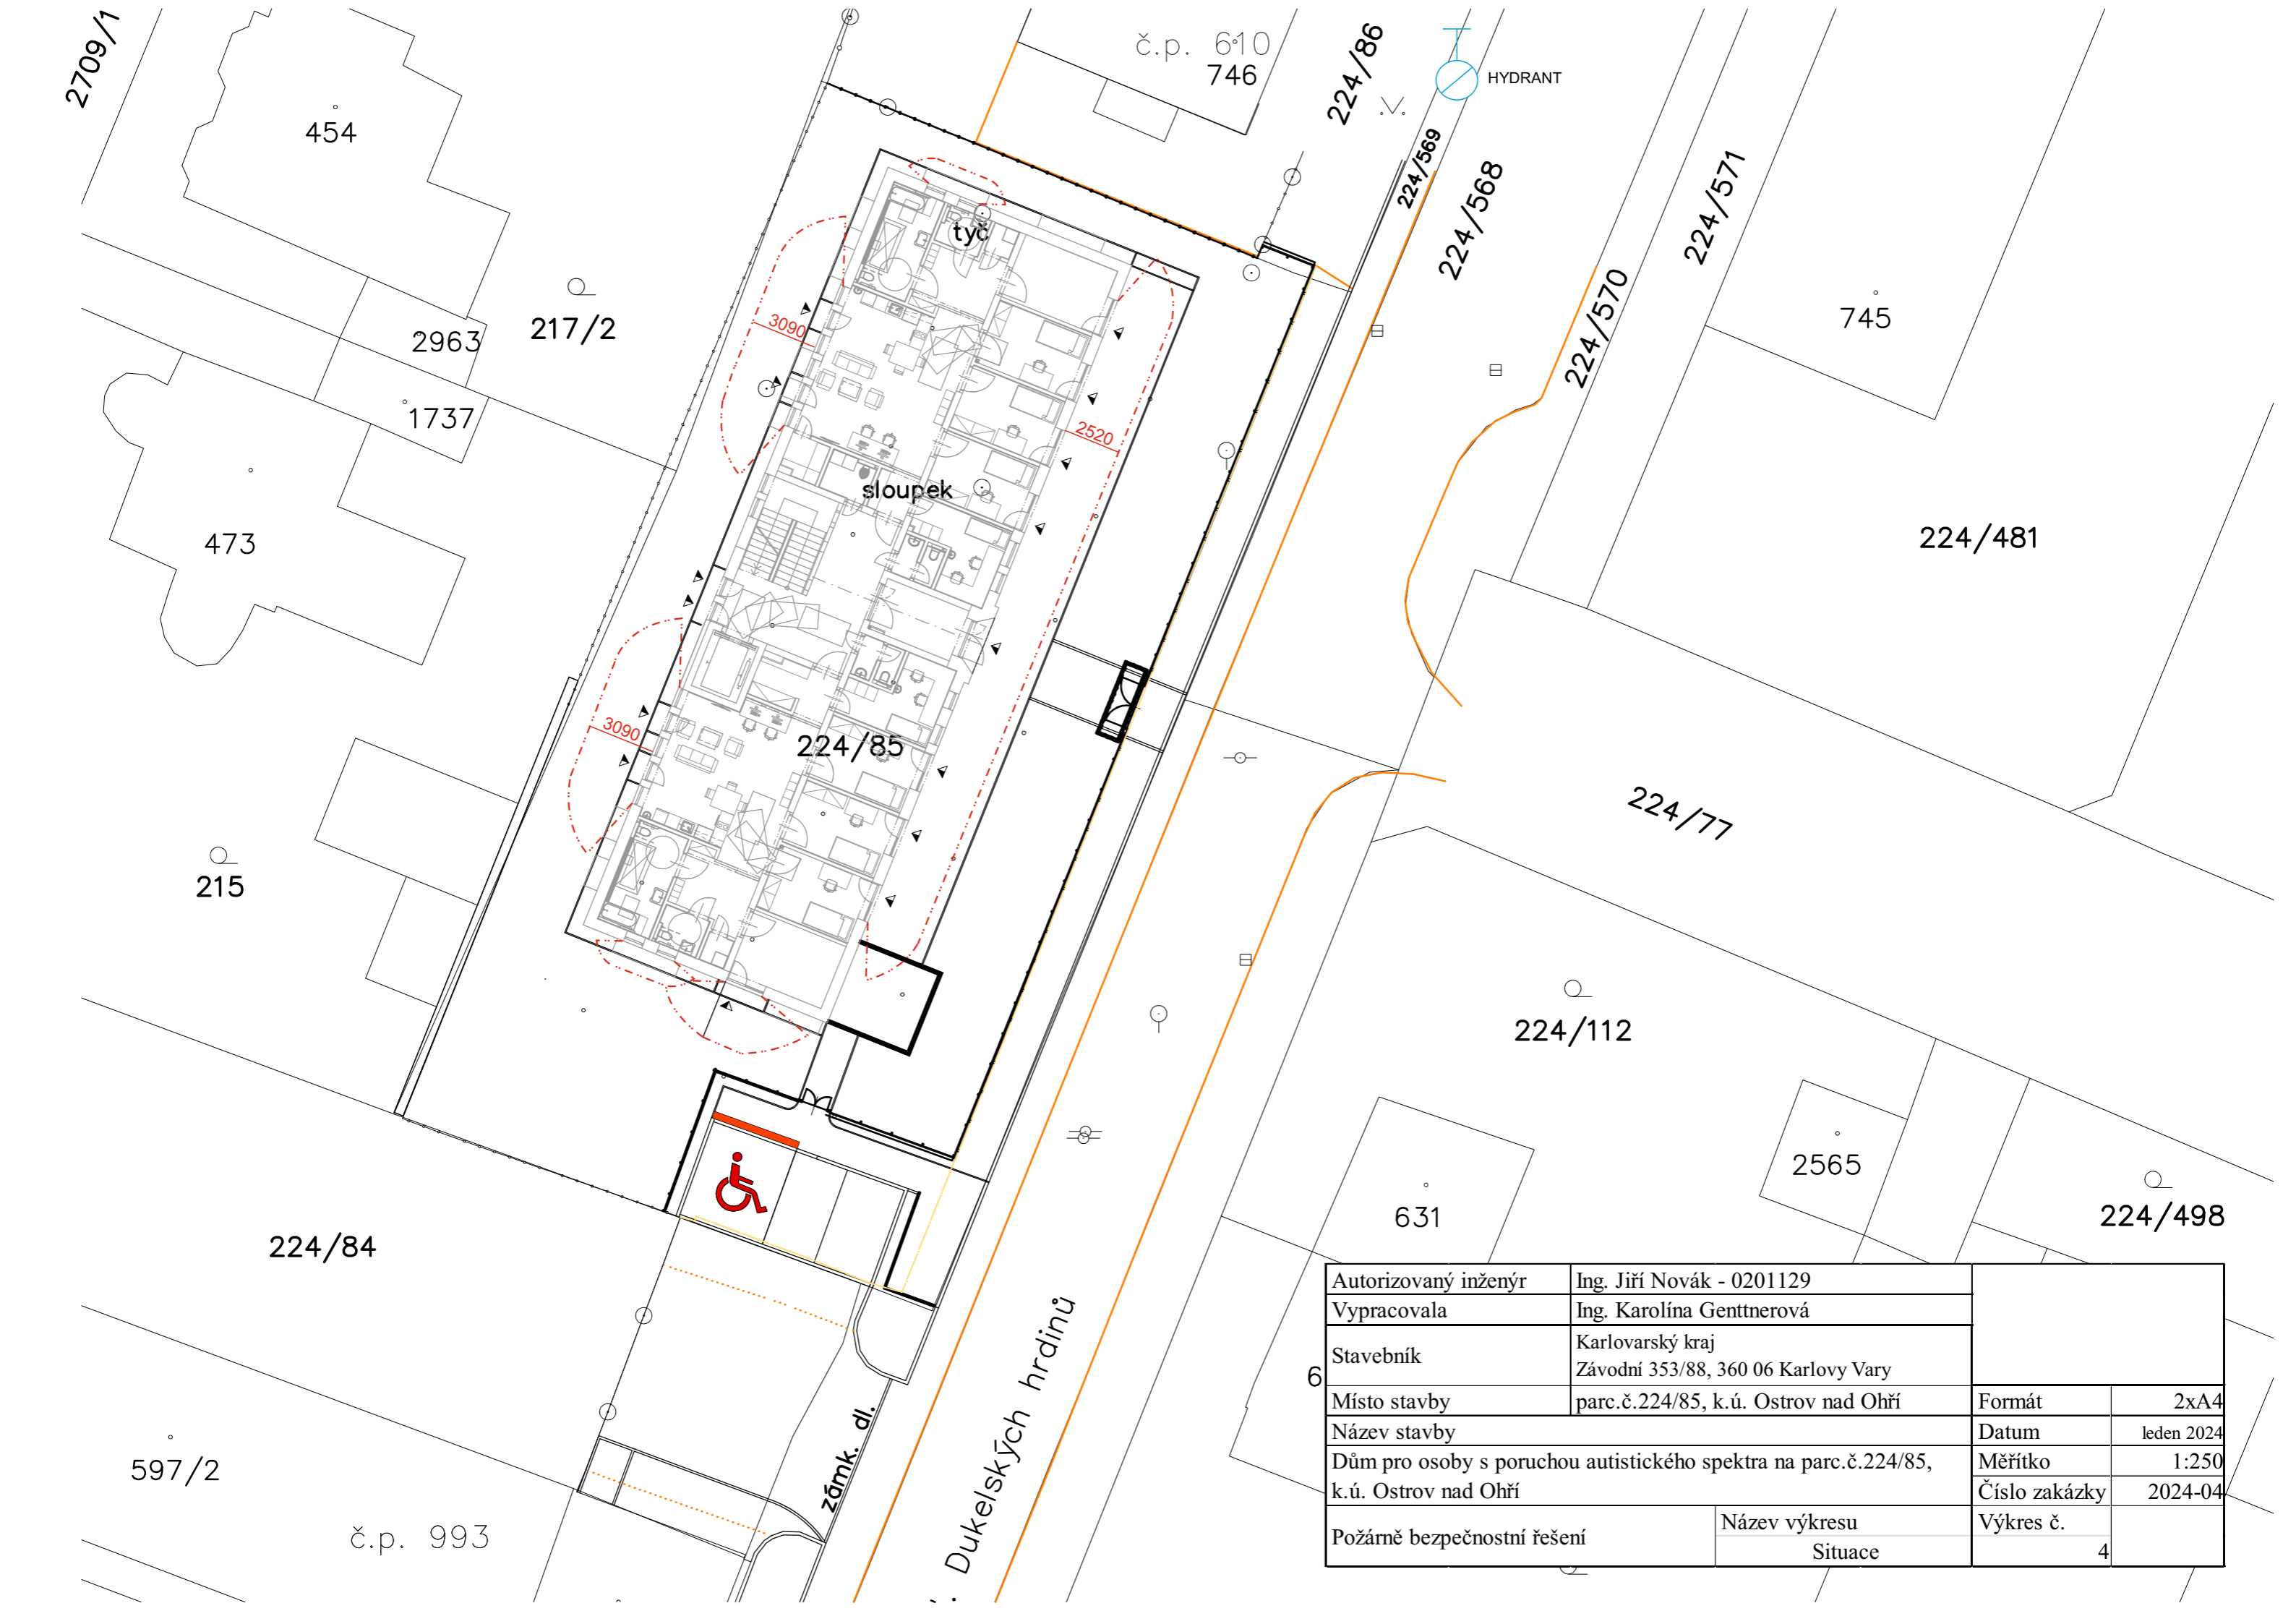 2709/1
č.p. 610
746
224/86
HYDRANT
454
224/569
224/568
224/571
tyč
2963
217/2
3090
224/570
745
1737
2520
sloupek
473
224/481
3090
224/85
224/77
215
224/112
2565
631
224/498
224/84
6
597/2
č.p. 993
zámk. dl.
Dukelských hrdinů
Autorizovaný inženýr Ing. Jiří Novák - 0201129
Vypracovala Ing. Karolína Genttnerová
Stavebník Karlovarský kraj
Závodní 353/88, 360 06 Karlovy Vary
Místo stavby parc.č.224/85, k.ú. Ostrov nad Ohří Formát 2xA4
Název stavby Datum leden 2024
Dům pro osoby s poruchou autistického spektra na parc.č.224/85, Měřítko 1:250
k.ú. Ostrov nad Ohří Číslo zakázky 2024-04
Požárně bezpečnostní řešení Název výkresu Výkres č.
Situace 4